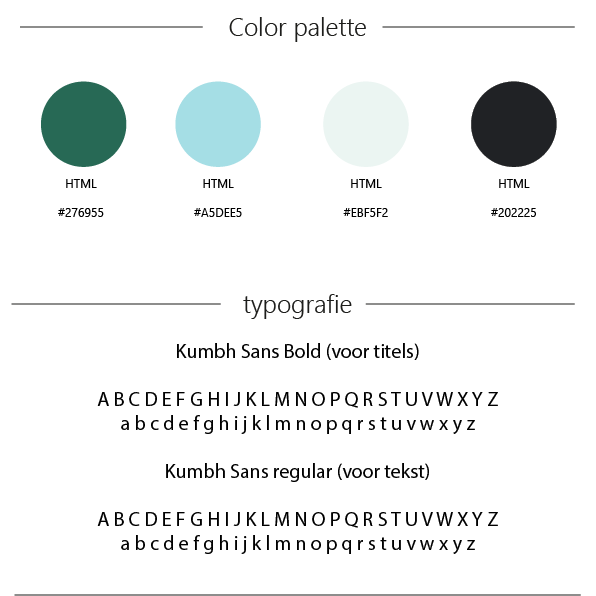 Color palette
HTML HTML HTML HTML
#276955 #A5DEE5 #EBF5F2 #202225
typografie
Kumbh Sans Bold (voor titels)
A B C D E F G H I J K L M N O P Q R S T U V W X Y Z
a b c d e f g h i j k l m n o p q r s t u v w x y z
Kumbh Sans regular (voor tekst)
A B C D E F G H I J K L M N O P Q R S T U V W X Y Z
a b c d e f g h i j k l m n o p q r s t u v w x y z